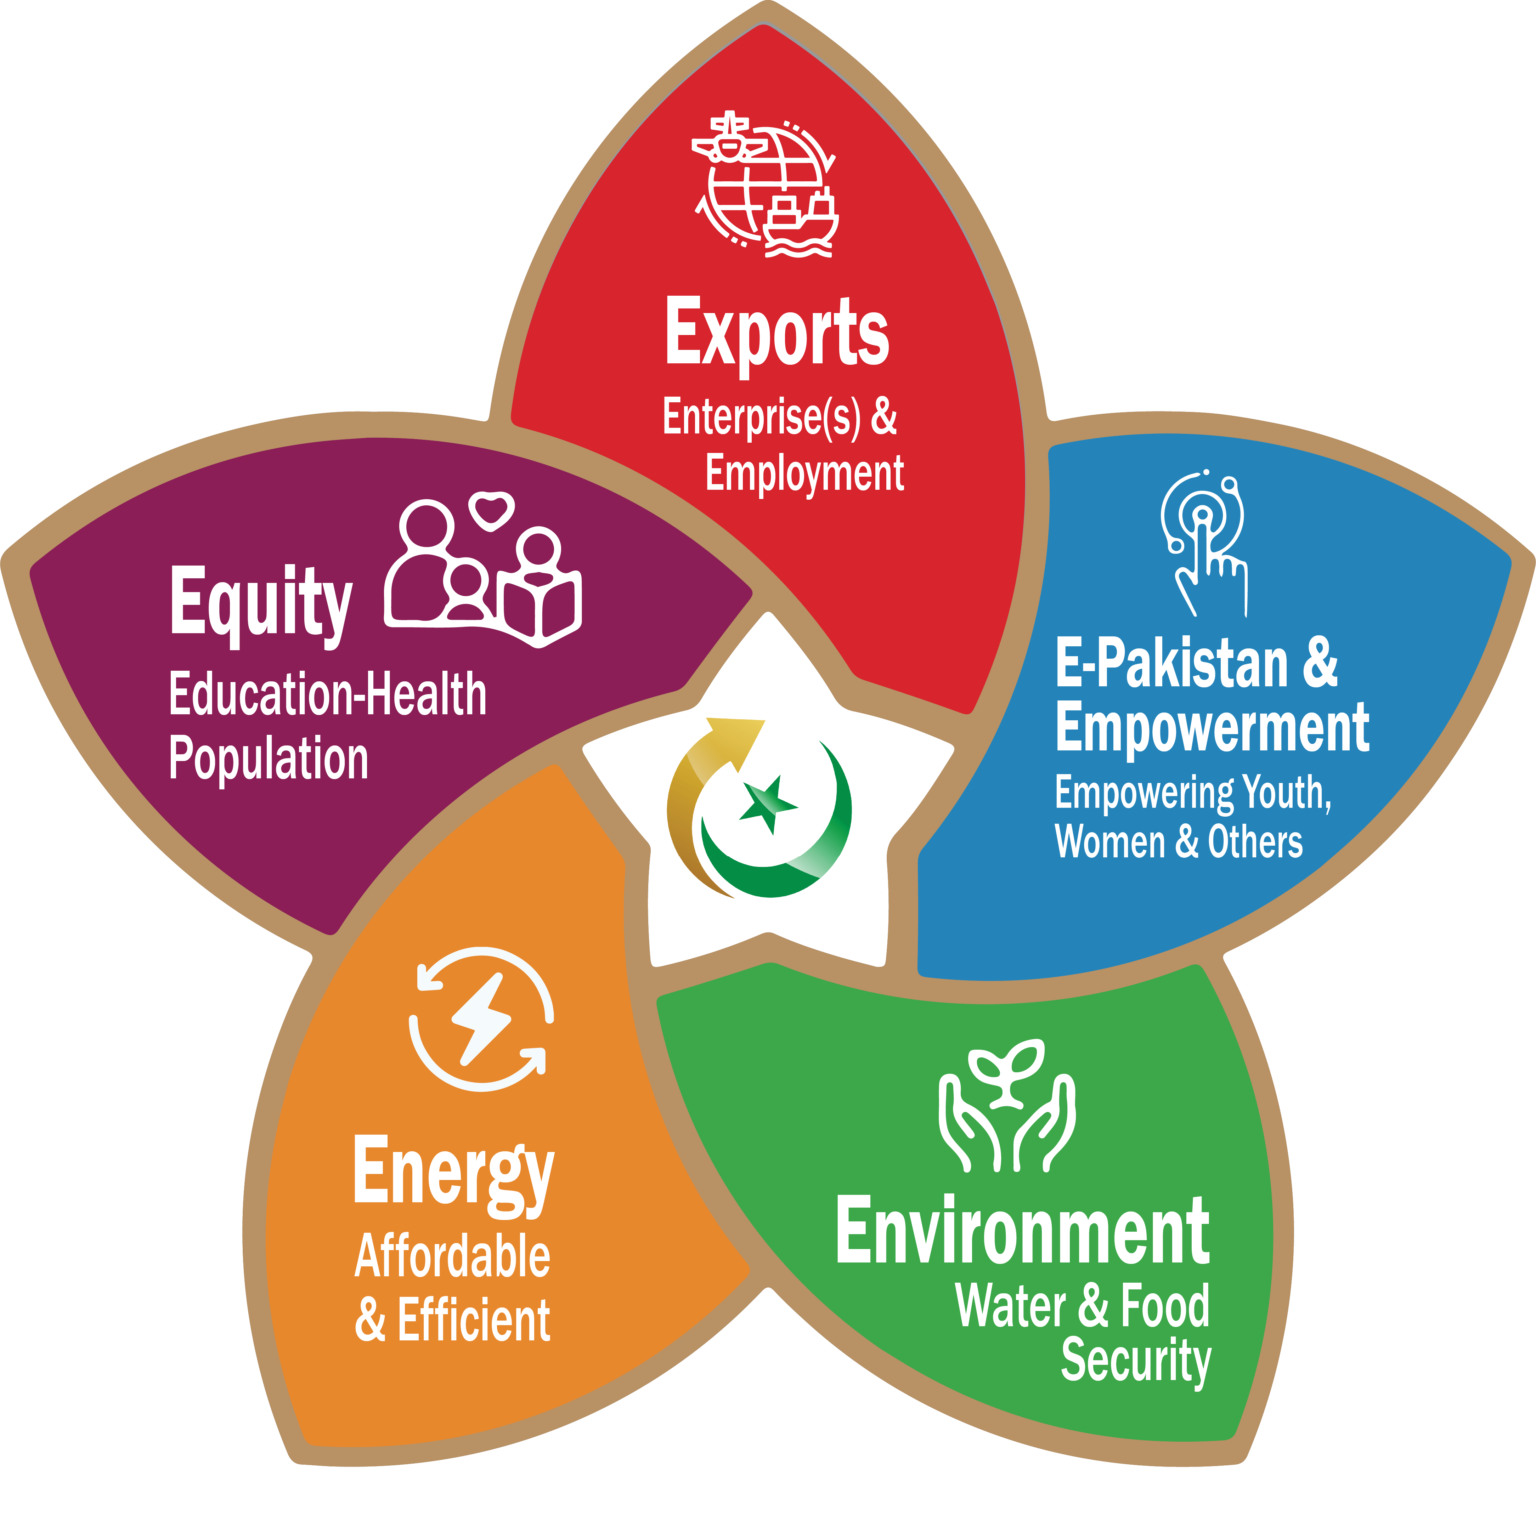 Exports
Enterprise(s) &
Employment
E-Pakistan &
Empowerment
Empowering Youth,
Women & Others
Environment
Water & Food
Security
Energy
Affordable
& Efficient
Equity
Education-Health
Population